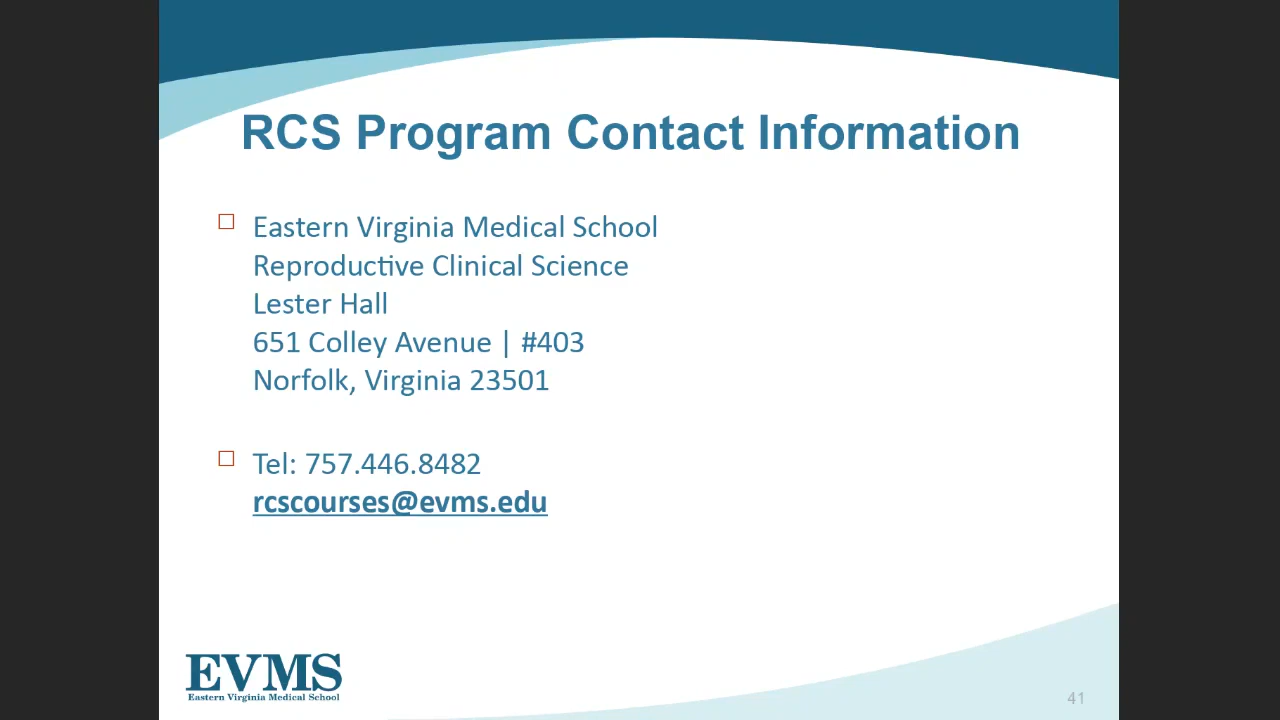 RCS Program Contact Information
Eastern Virginia Medical School
Reproductive Clinical Science
Lester Hall
651 Colley Avenue | #403
Norfolk, Virginia 23501
Tel: 757.446.8482
rcscourses@evms.edu
EVMS
Eastern Virginia Medical School
41